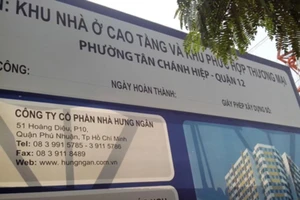 N: KHU NHÀ Ở CAO TẦNG VÀ KHU PHỨC HỢP THƯƠNG MẠI
PHƯỜNG TÂN CHÁNH HIỆP - QUẬN 12
CÔNG:
NGÀY HOÀN THÀNH:
GIẤY PHÉP XÂY DỰNG SỐ:
CÔNG TY CỔ PHẦN NHÀ HƯNG NGÂN
51 Hoàng Diệu, P10,
Quận Phú Nhuận, Tp Hồ Chí Minh
Tel: 08 3 991 5785 - 3 911 5786
Fax: 08 3 911 8489
Web: www.hungngan.com.vn